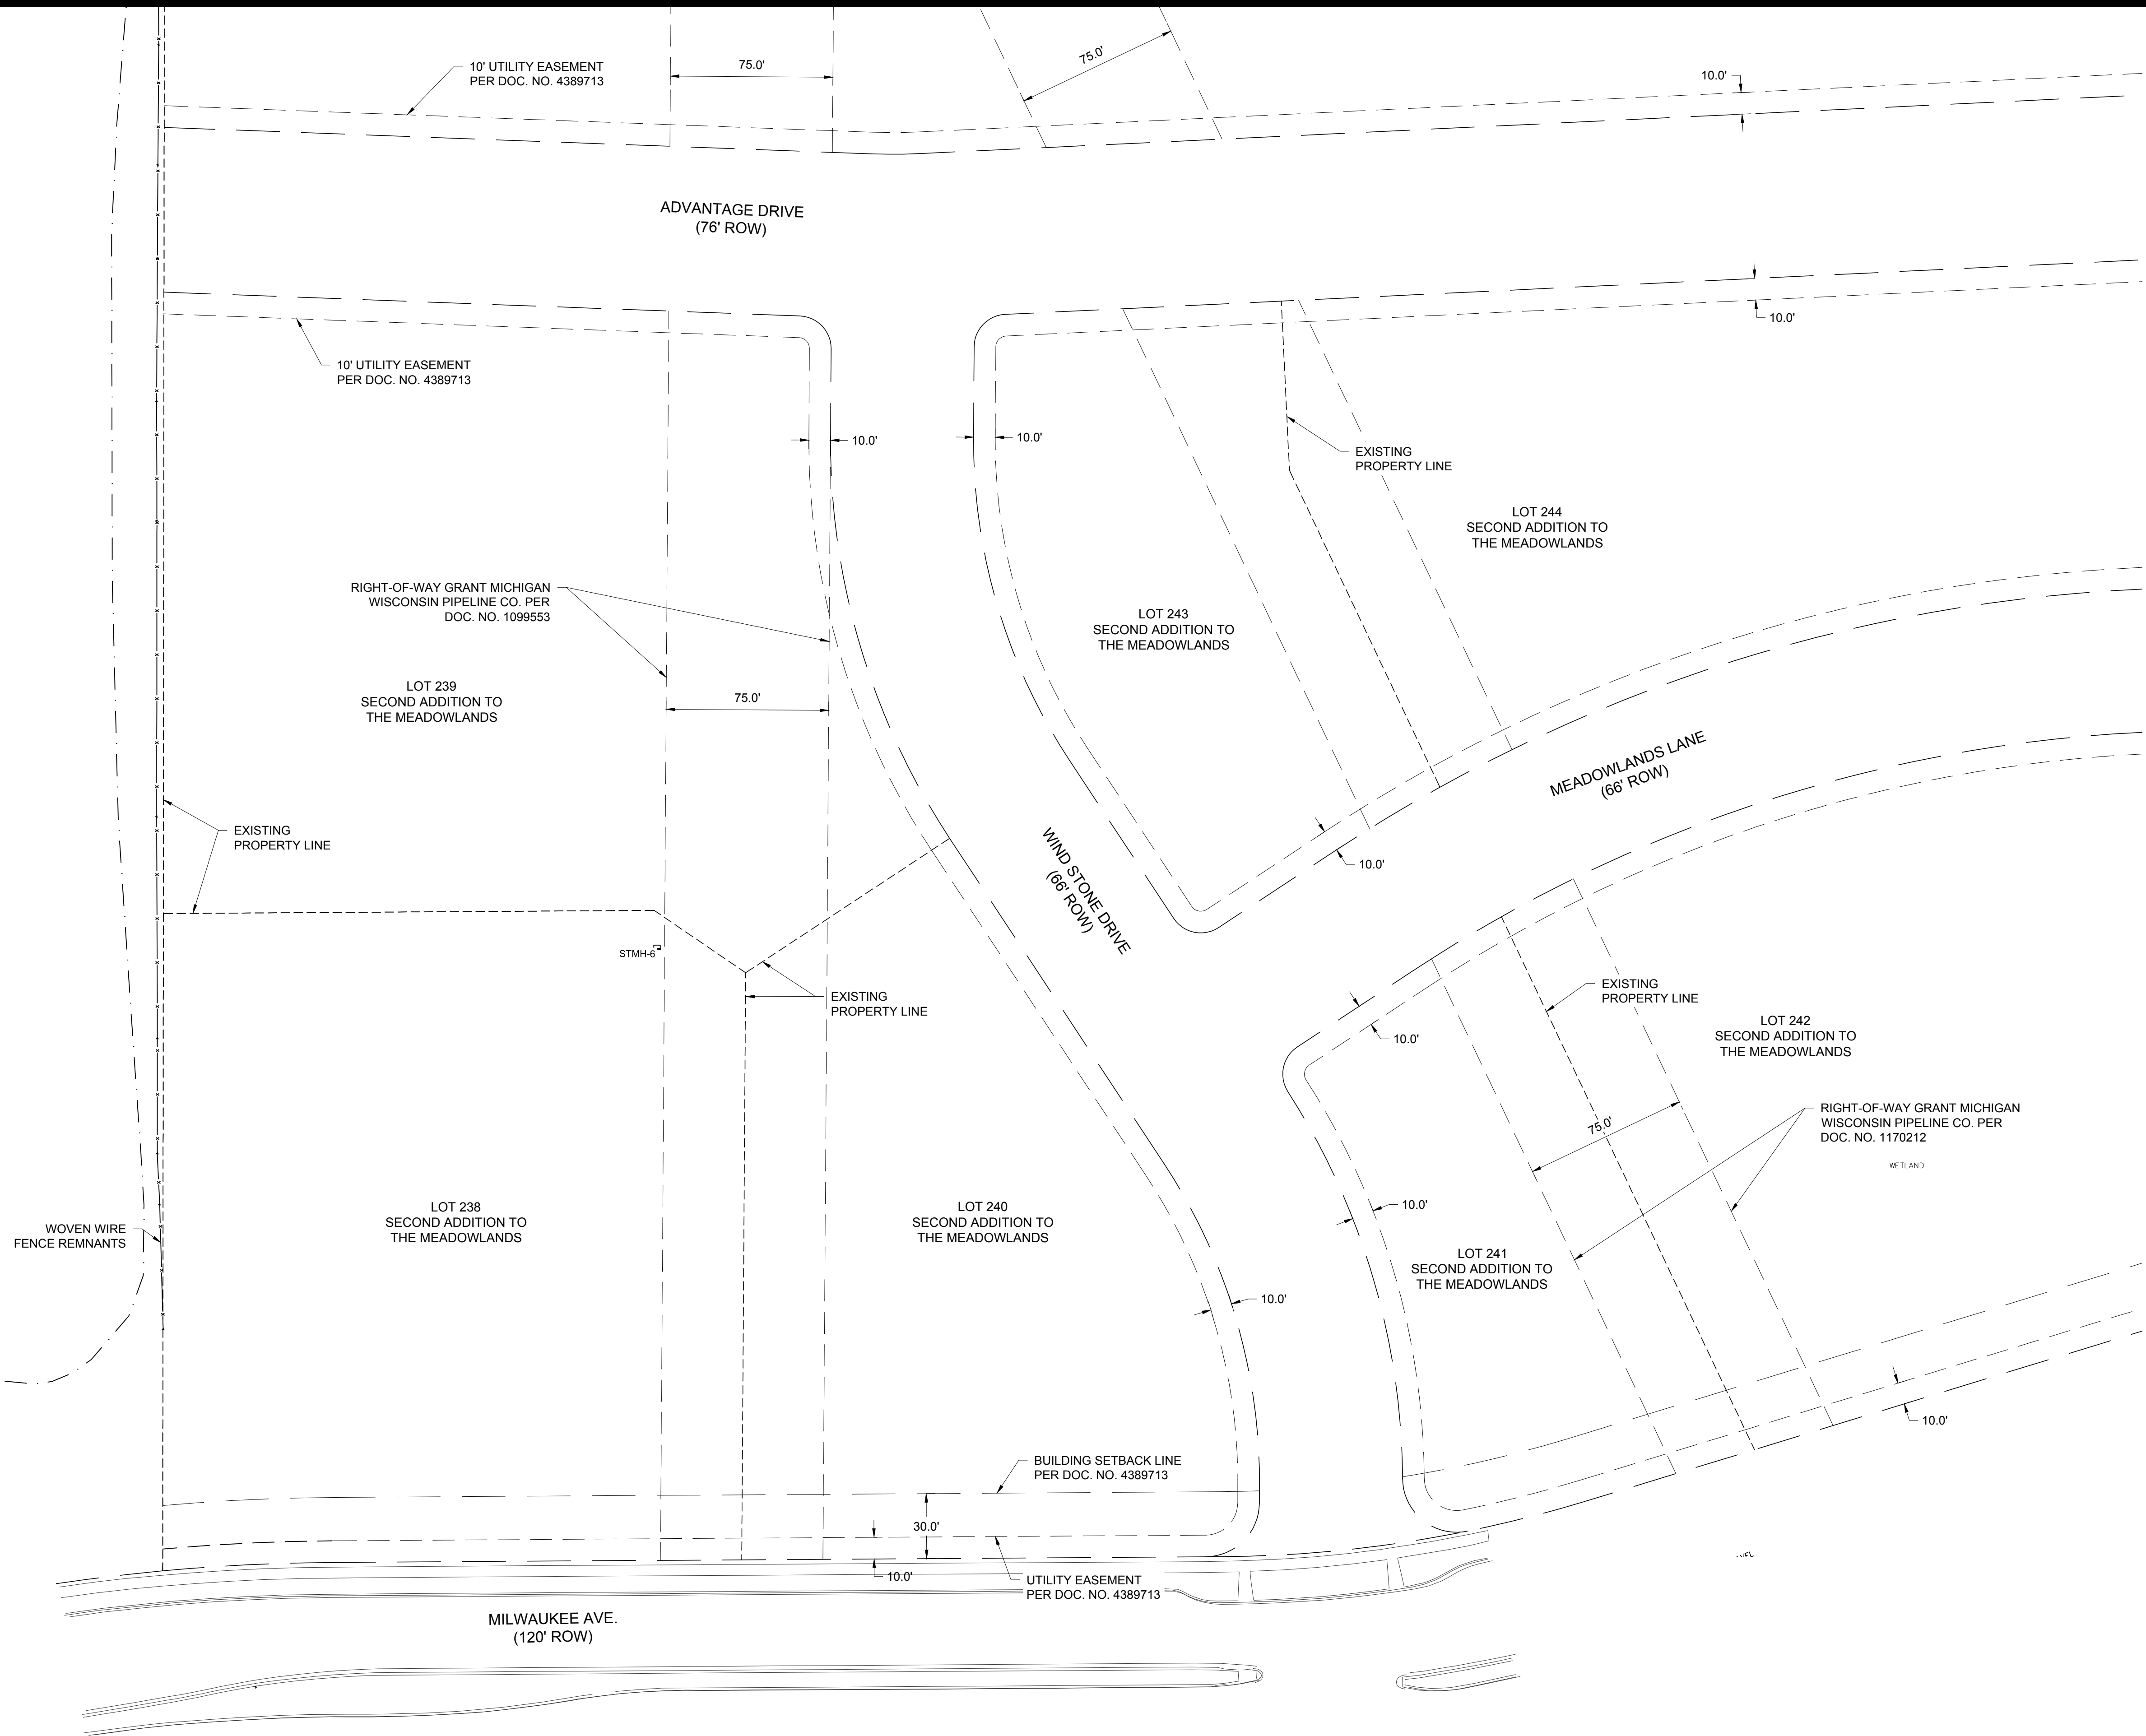 10' UTILITY EASEMENT
PER DOC. NO. 4389713
75.0'
75.0'
10.0'
ADVANTAGE DRIVE
(76' ROW)
10.0'
10' UTILITY EASEMENT
PER DOC. NO. 4389713
10.0'
10.0'
EXISTING
PROPERTY LINE
LOT 244
SECOND ADDITION TO
THE MEADOWLANDS
RIGHT-OF-WAY GRANT MICHIGAN
WISCONSIN PIPELINE CO. PER
DOC. NO. 1099553
LOT 243
SECOND ADDITION TO
THE MEADOWLANDS
LOT 239
SECOND ADDITION TO
THE MEADOWLANDS
75.0'
MEADOWLANDS LANE
(66' ROW)
EXISTING
PROPERTY LINE
WIND STONE DRIVE
(66' ROW)
10.0'
STMH-6
EXISTING
PROPERTY LINE
EXISTING
PROPERTY LINE
10.0'
LOT 242
SECOND ADDITION TO
THE MEADOWLANDS
75.0'
RIGHT-OF-WAY GRANT MICHIGAN
WISCONSIN PIPELINE CO. PER
DOC. NO. 1170212
WETLAND
WOVEN WIRE
FENCE REMNANTS
LOT 238
SECOND ADDITION TO
THE MEADOWLANDS
LOT 240
SECOND ADDITION TO
THE MEADOWLANDS
10.0'
LOT 241
SECOND ADDITION TO
THE MEADOWLANDS
10.0'
10.0'
BUILDING SETBACK LINE
PER DOC. NO. 4389713
30.0'
10.0'
UTILITY EASEMENT
PER DOC. NO. 4389713
MILWAUKEE AVE.
(120' ROW)